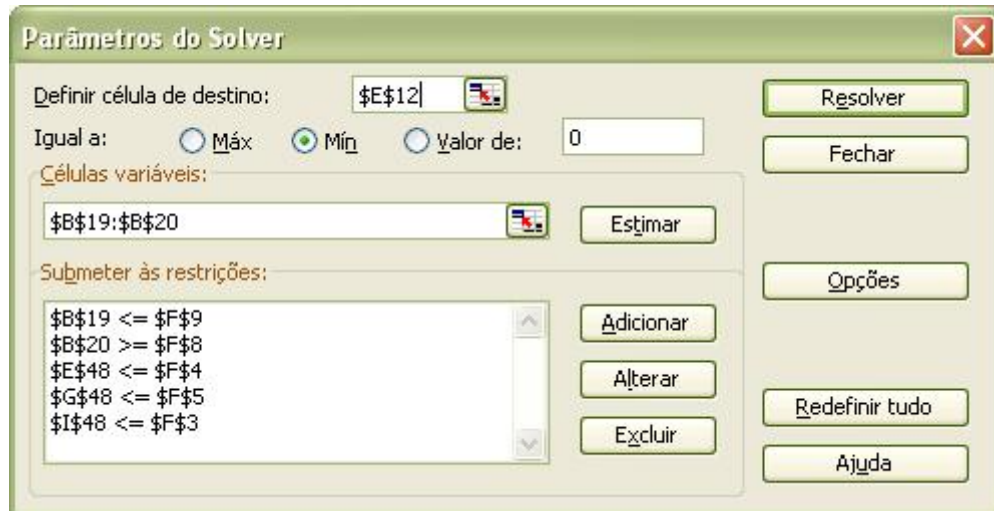 Parâmetros do Solver
Definir célula de destino: $E$12 Resolver
Igual a: Máx Mín Valor de: 0 Fechar
Células variáveis:
$B$19:$B$20 Estimar
Submeter às restrições: Opções
$B$19 <= $F$9 Adicionar
$B$20 >= $F$8
$E$48 <= $F$4 Alterar
$G$48 <= $F$5 Redefinir tudo
$I$48 <= $F$3 Excluir
Ajuda